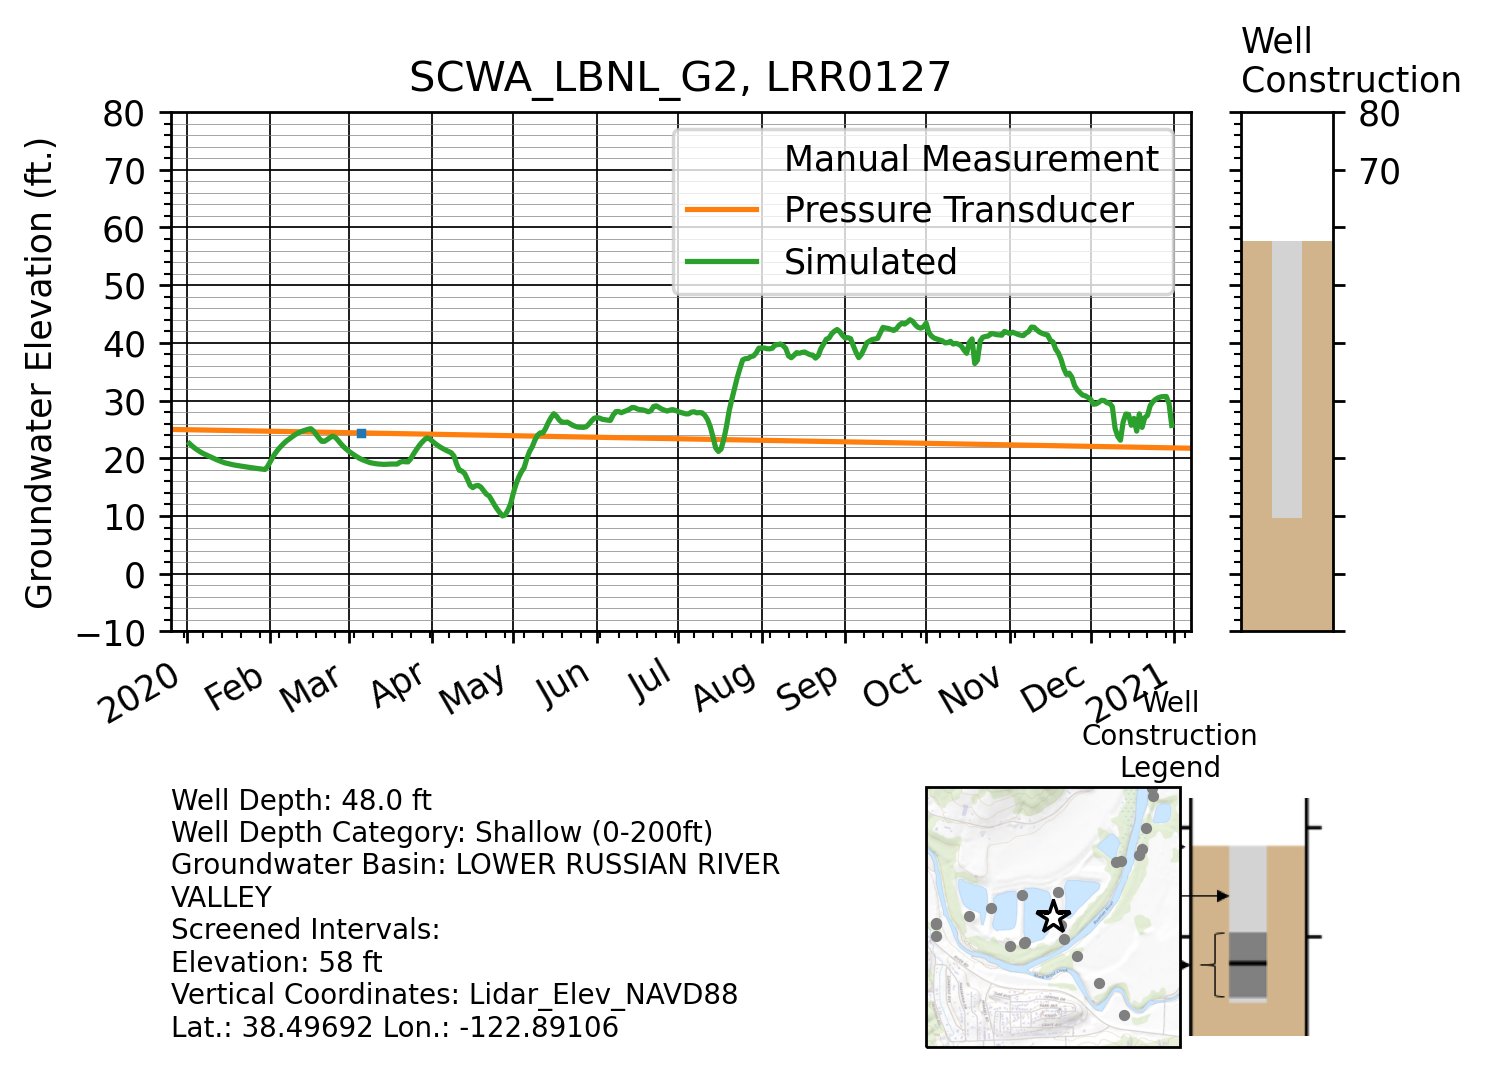 Well
Construction
SCWA_LBNL_G2, LRR0127
Groundwater Elevation (ft.)
80
70
60
50
40
30
20
10
0
−10
Manual Measurement
Pressure Transducer
Simulated
80
70
2020 Feb Mar Apr May Jun Jul Aug Sep Oct Nov Dec 2021
Well
Construction
Legend
Well Depth: 48.0 ft
Well Depth Category: Shallow (0-200ft)
Groundwater Basin: LOWER RUSSIAN RIVER
VALLEY
Screened Intervals:
Elevation: 58 ft
Vertical Coordinates: Lidar_Elev_NAVD88
Lat.: 38.49692 Lon.: -122.89106